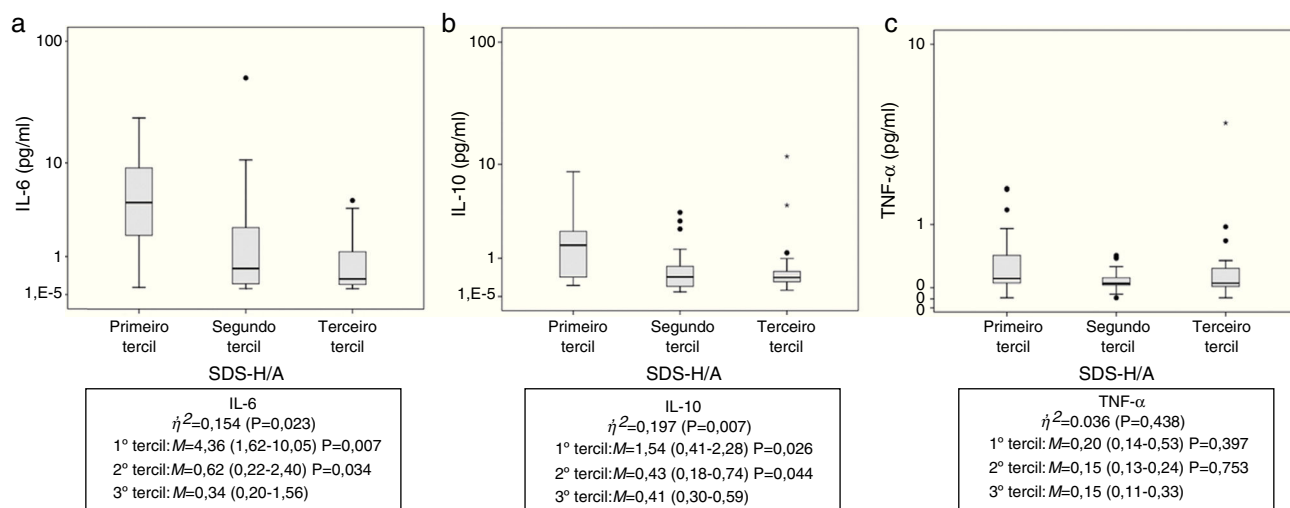 a
100
10
1
1,E-5
IL-6 (pg/ml)
Primeiro tercil
Segundo tercil
Terceiro tercil
SDS-H/A
IL-6
η̇²=0,154 (P=0,023)
1º tercil: M=4,36 (1,62-10,05) P=0,007
2º tercil: M=0,62 (0,22-2,40) P=0,034
3º tercil: M=0,34 (0,20-1,56)
b
100
10
1
1,E-5
IL-10 (pg/ml)
Primeiro tercil
Segundo tercil
Terceiro tercil
SDS-H/A
IL-10
η̇²=0,197 (P=0,007)
1º tercil: M=1,54 (0,41-2,28) P=0,026
2º tercil: M=0,43 (0,18-0,74) P=0,044
3º tercil: M=0,41 (0,30-0,59)
c
10
1
0
0
0
TNF-α (pg/ml)
Primeiro tercil
Segundo tercil
Terceiro tercil
SDS-H/A
TNF-α
η̇²=0.036 (P=0,438)
1º tercil: M=0,20 (0,14-0,53) P=0,397
2º tercil: M=0,15 (0,13-0,24) P=0,753
3º tercil: M=0,15 (0,11-0,33)